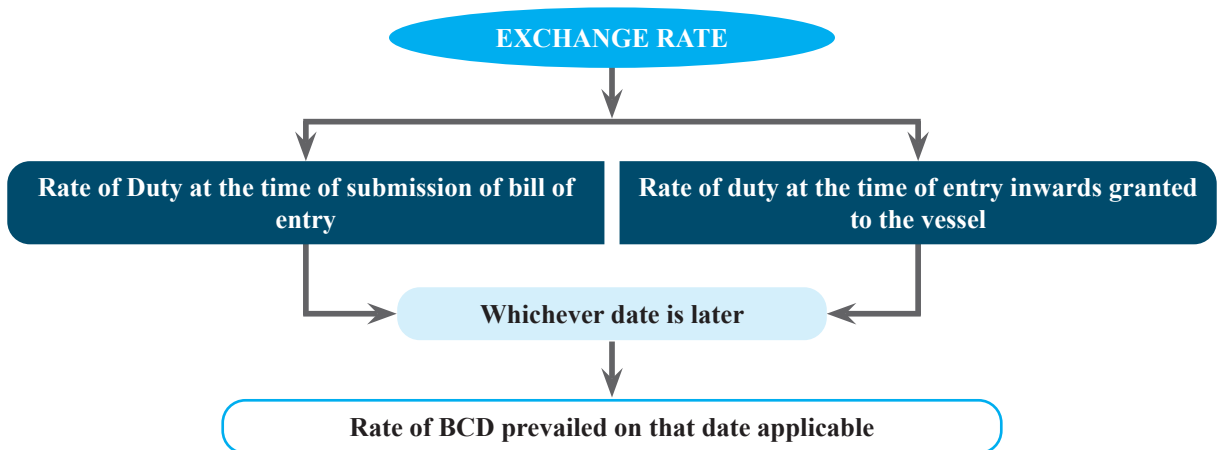 EXCHANGE RATE
Rate of Duty at the time of submission of bill of
entry
Rate of duty at the time of entry inwards granted
to the vessel
Whichever date is later
Rate of BCD prevailed on that date applicable